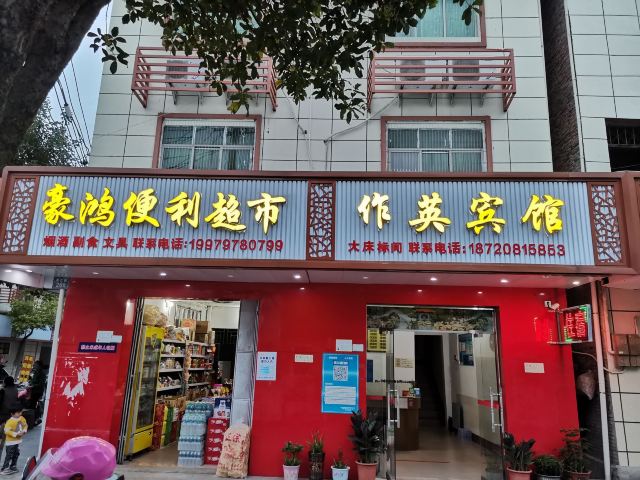 豪鸿便利超市
烟酒 副食 文具 联系电话:19979780799
作英宾馆
大床标间 联系电话:18720815853